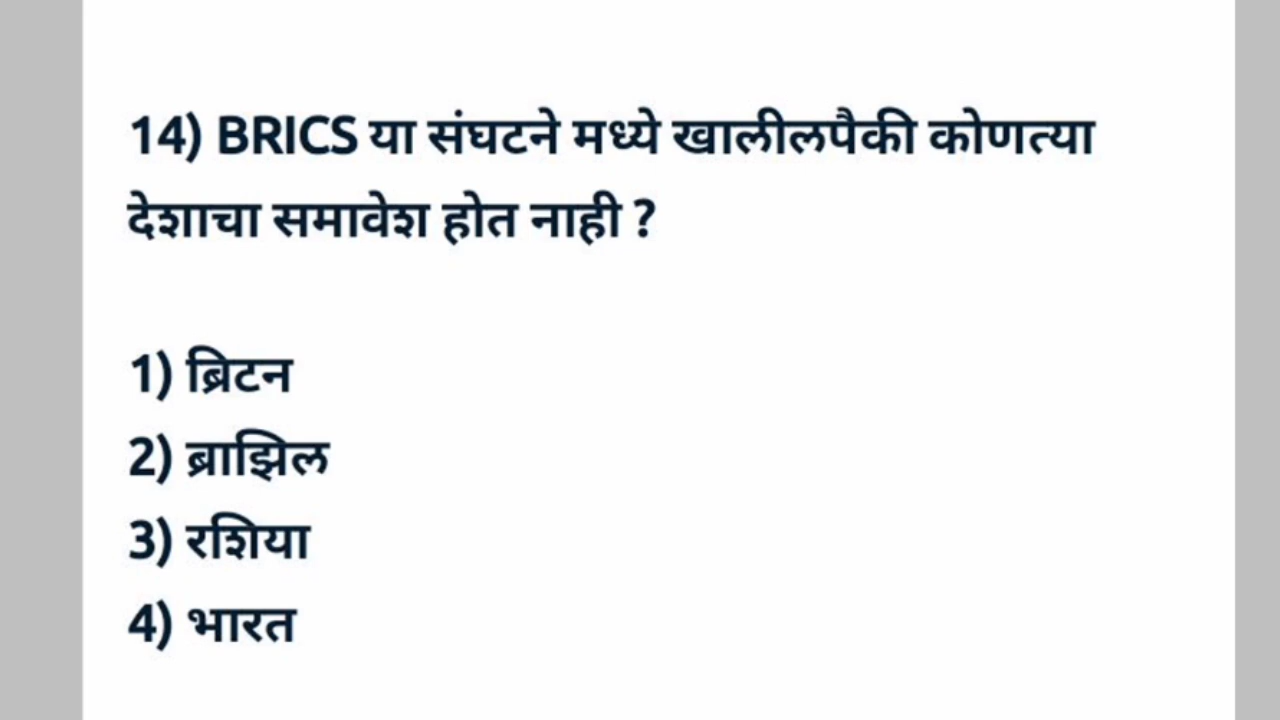 14) BRICS या संघटने मध्ये खालीलपैकी कोणत्या
देशाचा समावेश होत नाही ?
1) ब्रिटन
2) ब्राझिल
3) रशिया
4) भारत